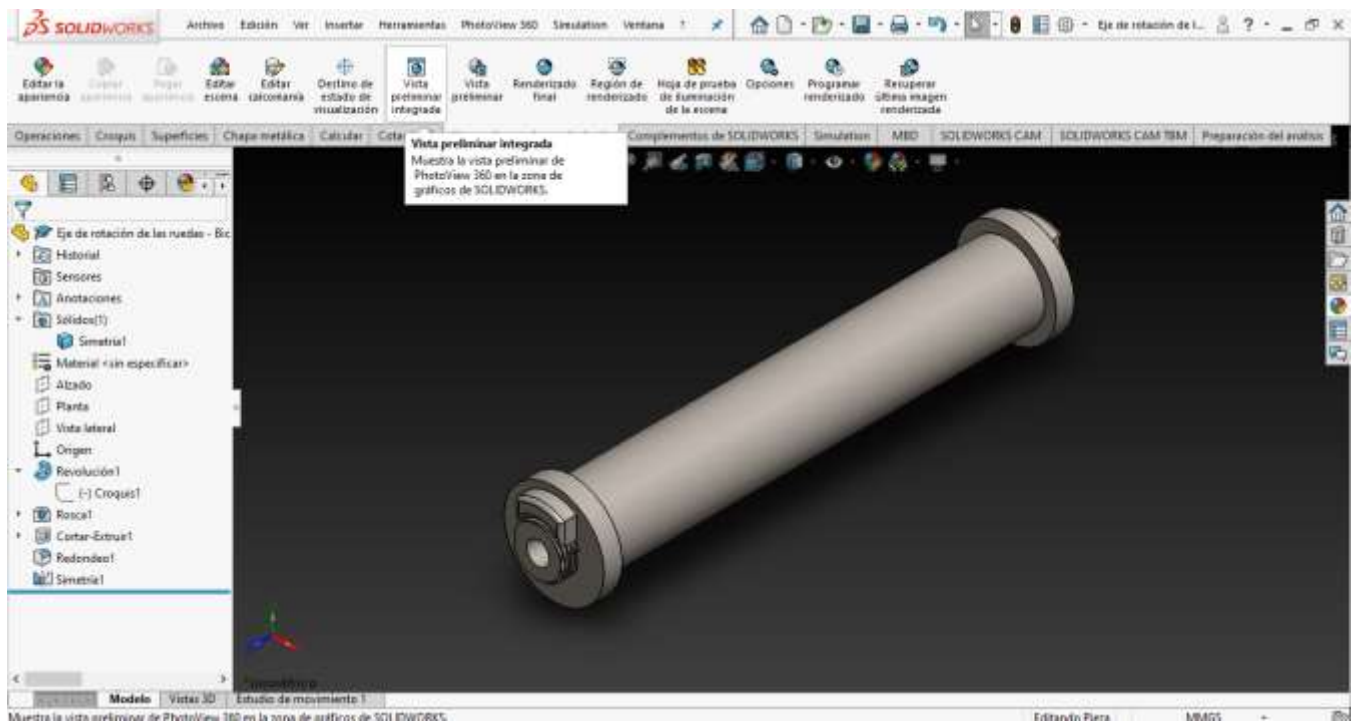 SOLIDWORKS Archivo Edición Ver Insertar Herramientas PhotoView 360 Simulation Ventana ? Eje de rotación de l... ?
Editar la apariencia
Copiar apariencia
Pegar apariencia
Editar escena
Editar calcomanía
Destino de estado de visualización
Vista preliminar integrada
Vista preliminar
Renderizado final
Región de renderizado
Hoja de prueba de iluminación de la escena
Opciones
Programar renderizado
Recuperar última imagen renderizada
Operaciones Croquis Superficies Chapa metálica Calcular Complementos de SOLIDWORKS Simulation MBD SOLIDWORKS CAM SOLIDWORKS CAM TBM Preparación del análisis
Vista preliminar integrada
Muestra la vista preliminar de
PhotoView 360 en la zona de
gráficos de SOLIDWORKS.
Eje de rotación de las ruedas - Bic
Historial
Sensores
Anotaciones
Sólidos(1)
Simetría1
Material <sin especificar>
Alzado
Planta
Vista lateral
Origen
Revolución1
(-) Croquis1
Rosca1
Cortar-Extruir1
Redondeo1
Simetría1
Modelo Vistas 3D Estudio de movimiento 1
Muestra la vista preliminar de PhotoView 360 en la zona de gráficos de SOLIDWORKS. Editando Pieza MMGS